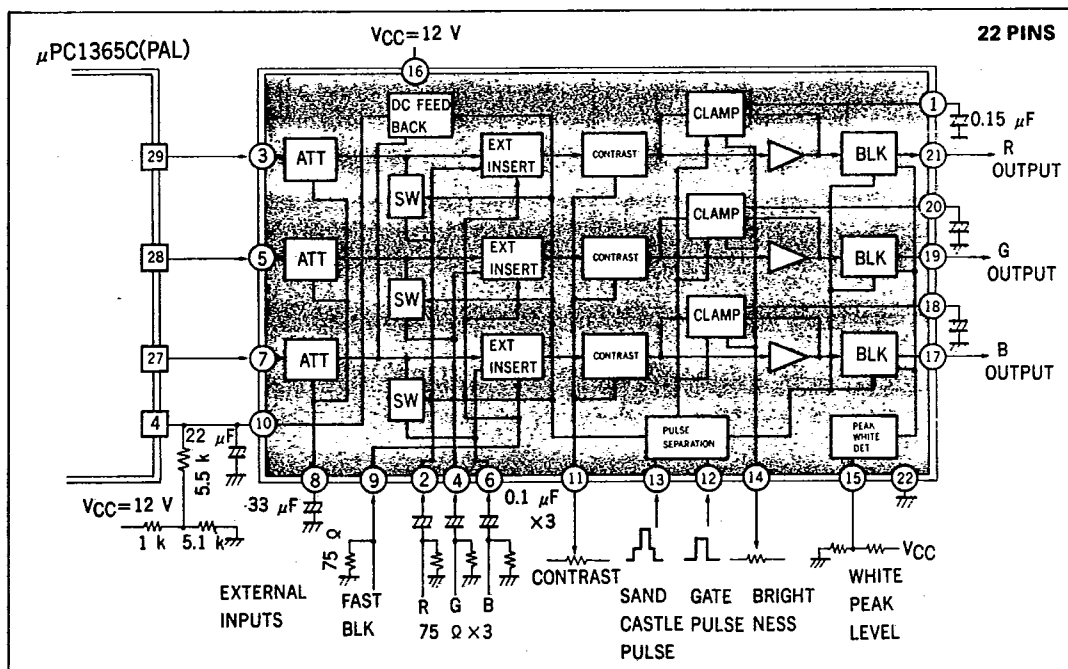 22 PINS
μPC1365C(PAL)
VCC=12 V
16
DC FEED
BACK
CLAMP
1
0.15 μF
29
3
ATT
EXT
INSERT
CONTRAST
BLK
21
R
OUTPUT
SW
CLAMP
20
28
5
ATT
EXT
INSERT
CONTRAST
BLK
19
G
OUTPUT
SW
CLAMP
18
27
7
ATT
EXT
INSERT
CONTRAST
BLK
17
B
OUTPUT
SW
4
10
PULSE
SEPARATION
PEAK
WHITE
DET
22 μF
5.5 k
8
9
2
4
6
11
13
12
14
15
22
VCC=12 V
33 μF
0.1 μF
×3
1 k
5.1 k
75 Ω
VCC
EXTERNAL
INPUTS
FAST
BLK
R G B
75 Ω ×3
CONTRAST
SAND
CASTLE
PULSE
GATE
PULSE
BRIGHT
NESS
WHITE
PEAK
LEVEL